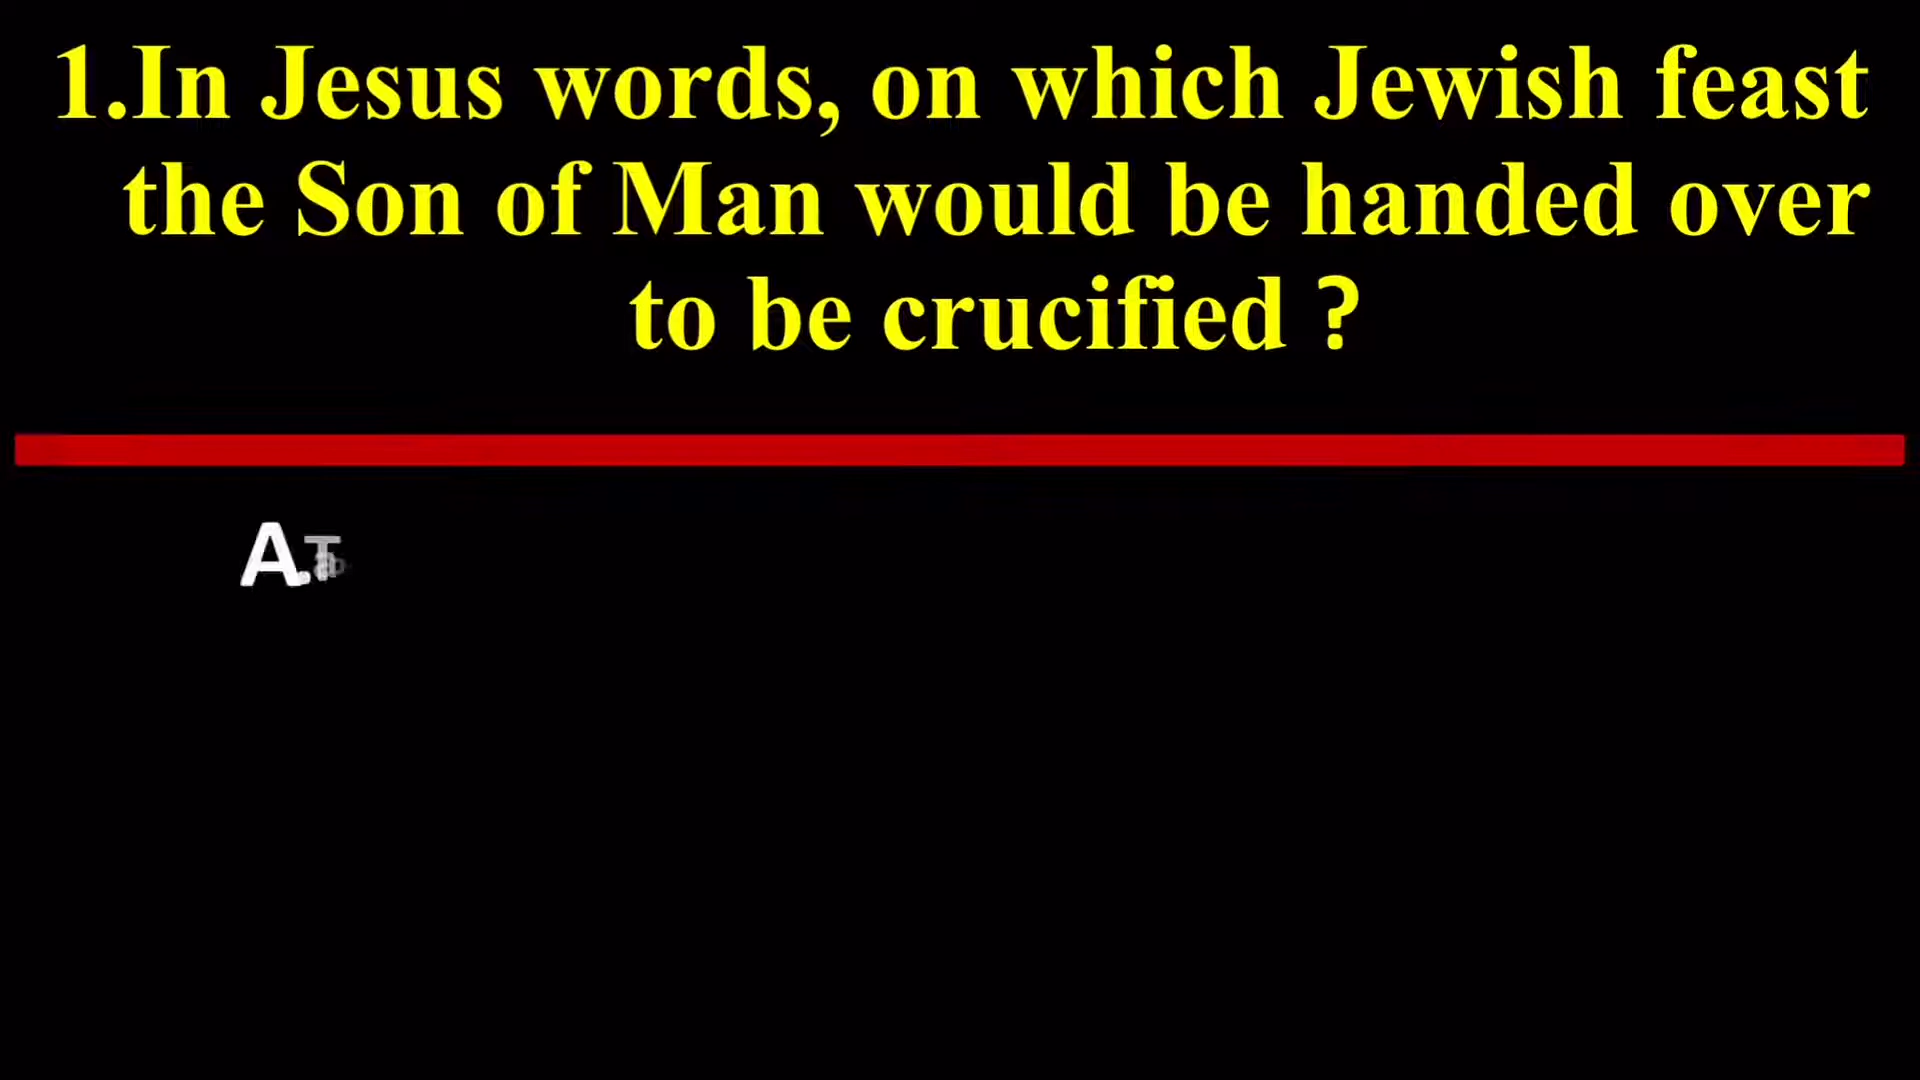 1.In Jesus words, on which Jewish feast
the Son of Man would be handed over
to be crucified ?
A.